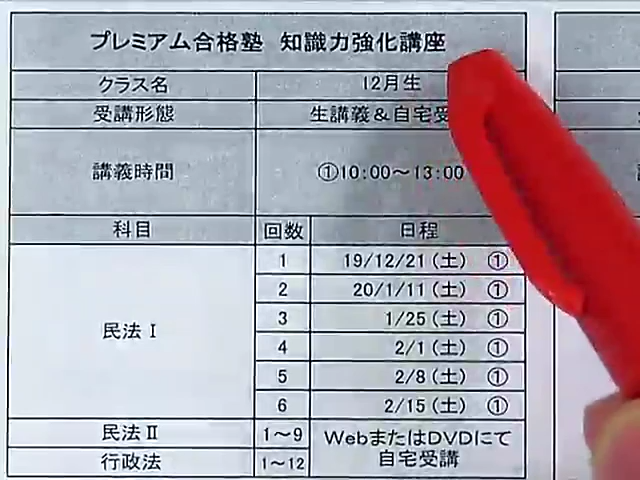 プレミアム合格塾 知識力強化講座
クラス名 12月生
受講形態 生講義＆自宅受
講義時間 ①10:00～13:00
科目 回数 日程
民法Ⅰ
1 19/12/21(土) ①
2 20/1/11(土) ①
3 1/25(土) ①
4 2/1(土) ①
5 2/8(土) ①
6 2/15(土) ①
民法Ⅱ 1～9
行政法 1～12
WebまたはDVDにて
自宅受講